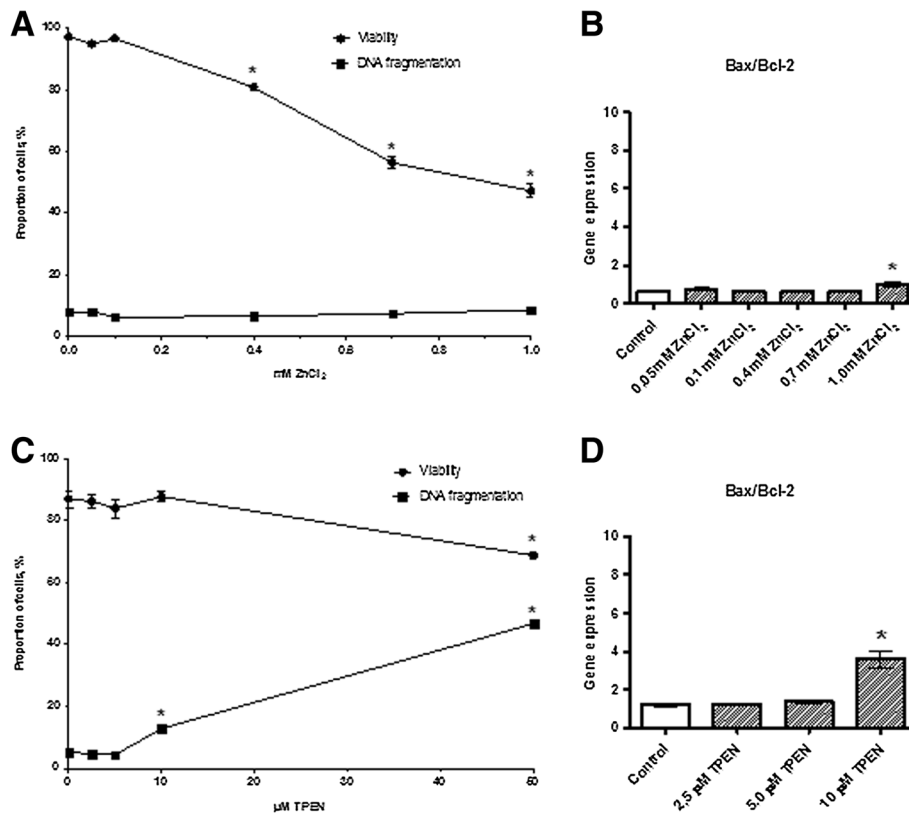 A
100
80
60
40
20
0
Proportion of cells, %
Viability
DNA fragmentation
*
*
*
0.0
0.2
0.4
0.6
0.8
1.0
mM ZnCl2
B
Bax/Bcl-2
10
8
6
4
2
0
Gene expression
*
Control
0,05mM ZnCl2
0.1 mM ZnCl2
0.4 mM ZnCl2
0,7 mM ZnCl2
1,0mM ZnCl2
C
100
80
60
40
20
0
Proportion of cells, %
Viability
DNA fragmentation
*
*
*
0
10
20
30
40
50
µM TPEN
D
Bax/Bcl-2
10
8
6
4
2
0
Gene expression
*
Control
2,5 µM TPEN
5.0 µM TPEN
10 µM TPEN